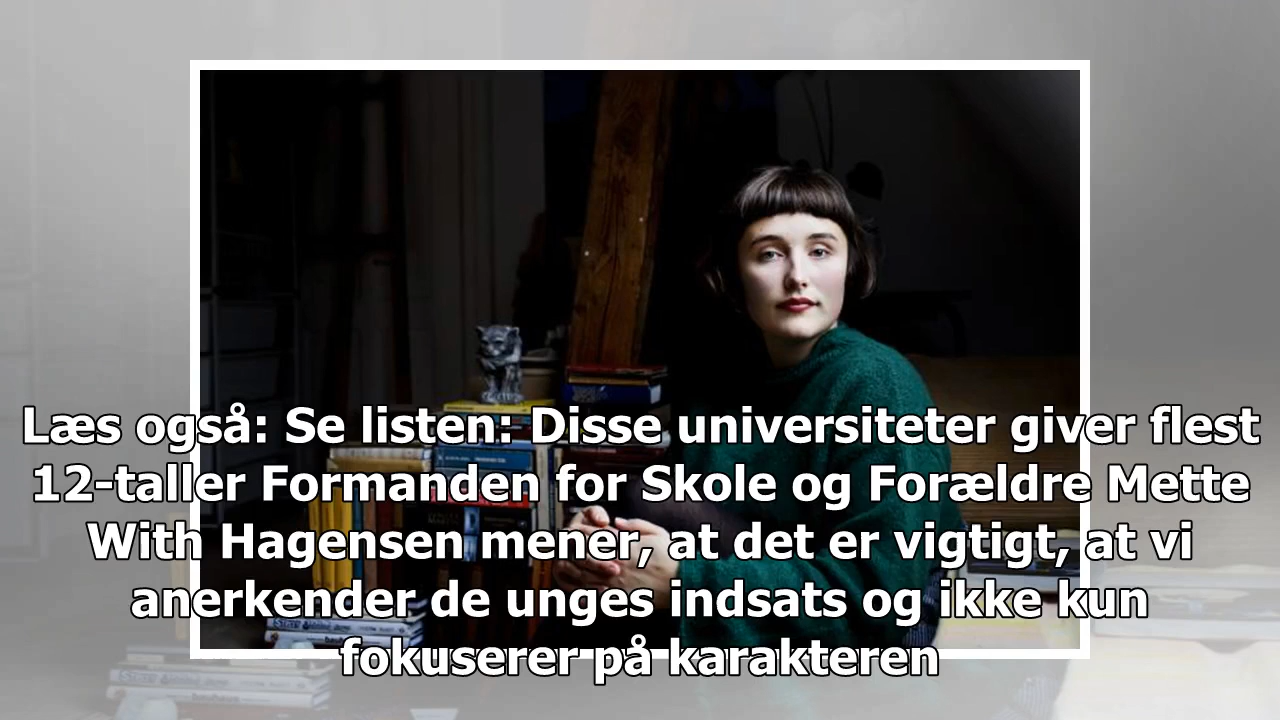 Læs også: Se listen: Disse universiteter giver flest
12-taller Formanden for Skole og Forældre Mette
With Hagensen mener, at det er vigtigt, at vi
anerkender de unges indsats og ikke kun
fokuserer på karakteren